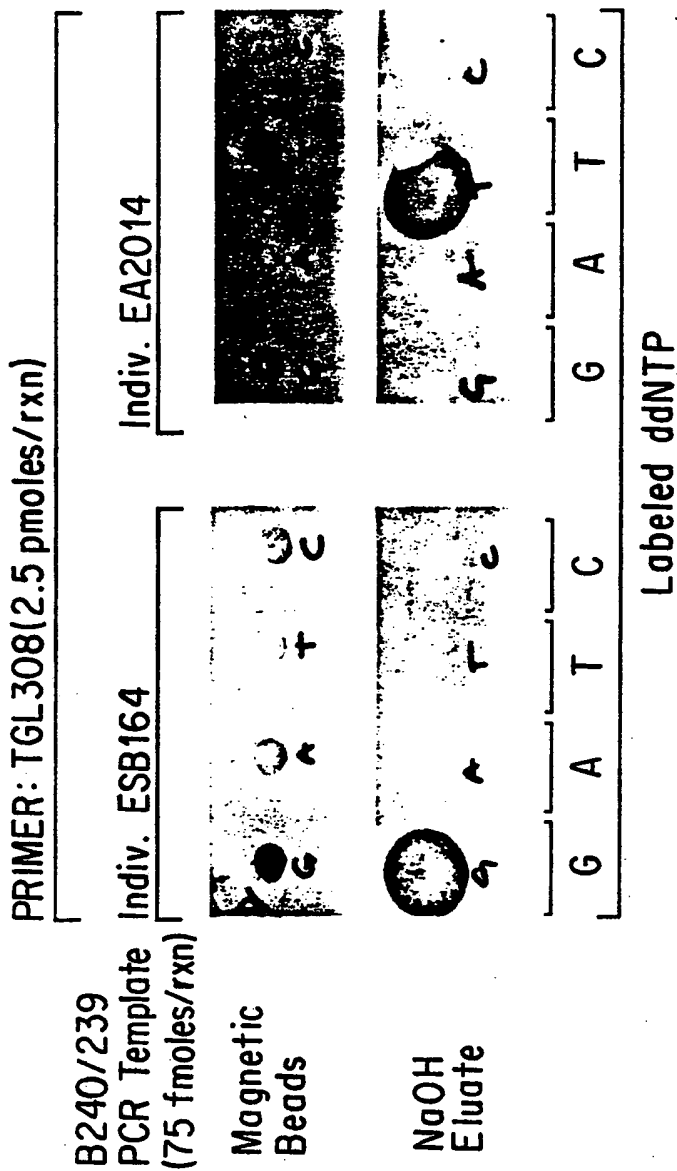 PRIMER: TGL308(2.5 pmoles/rxn)
B240/239
PCR Template
(75 fmoles/rxn)
Indiv. ESB164
Indiv. EA2014
Magnetic
Beads
G A T C
NaOH
Eluate
G A T C
G A T C
G A T C
G A T C
Labeled ddNTP